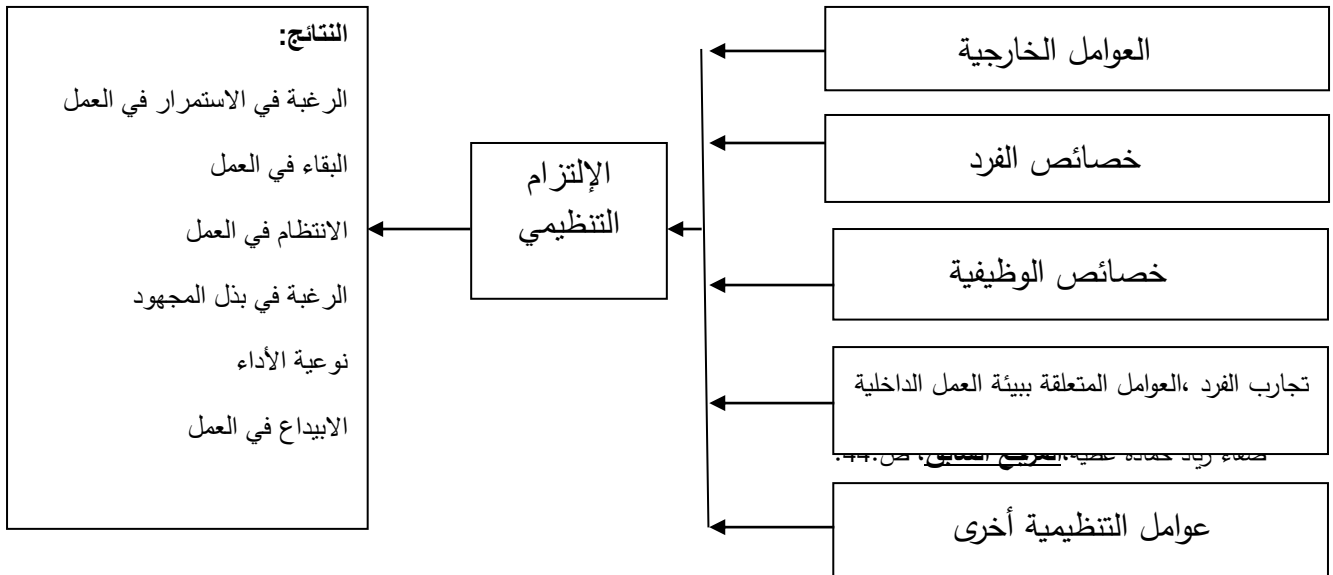 العوامل الخارجية
خصائص الفرد
خصائص الوظيفية
تجارب الفرد ،العوامل المتعلقة ببيئة العمل الداخلية
عوامل التنظيمية أخرى
الإلتزام
التنظيمي
النتائج:
الرغبة في الاستمرار في العمل
البقاء في العمل
الانتظام في العمل
الرغبة في بذل المجهود
نوعية الأداء
الابيداع في العمل